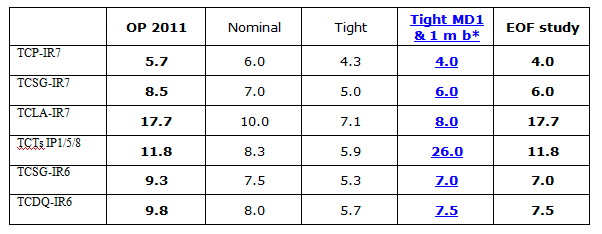 OP 2011 Nominal Tight Tight MD1 & 1 m b* EOF study
TCP-IR7 5.7 6.0 4.3 4.0 4.0
TCSG-IR7 8.5 7.0 5.0 6.0 6.0
TCLA-IR7 17.7 10.0 7.1 8.0 17.7
TCTs IP1/5/8 11.8 8.3 5.9 26.0 11.8
TCSG-IR6 9.3 7.5 5.3 7.0 7.0
TCDQ-IR6 9.8 8.0 5.7 7.5 7.5